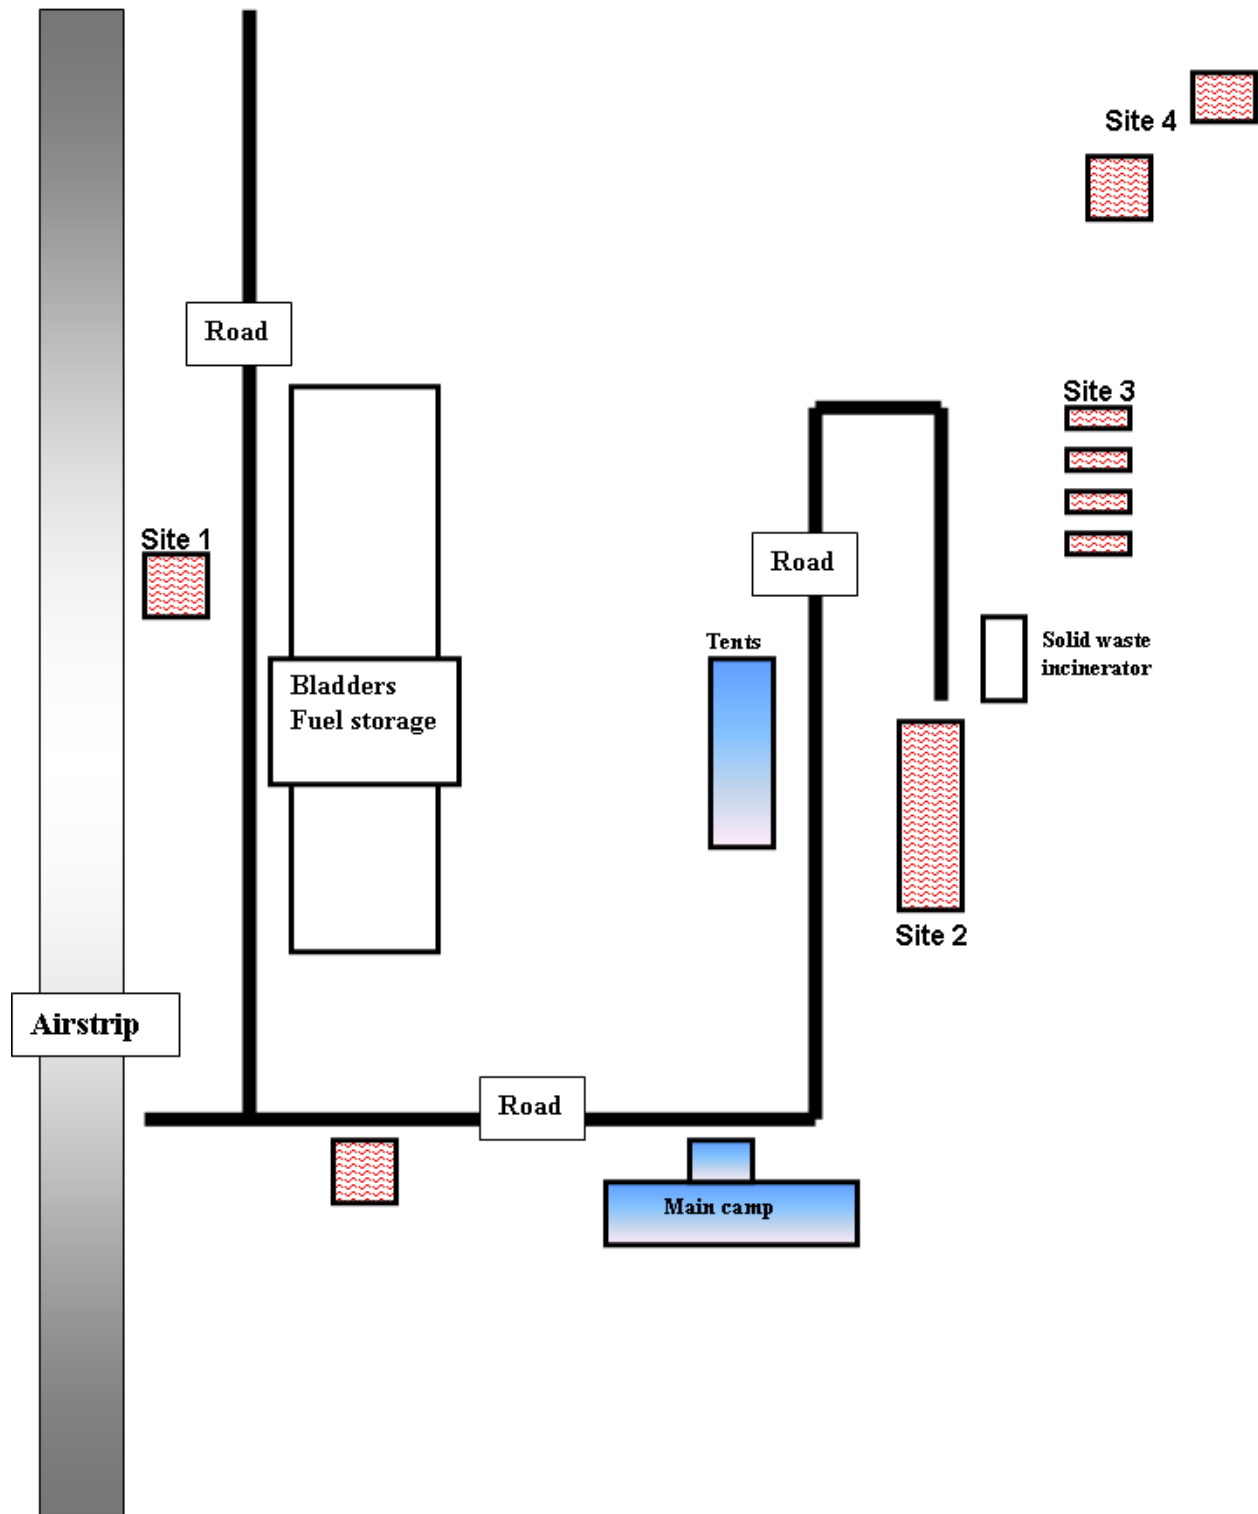 Site 4
Road
Site 3
Site 1
Road
Tents
Solid waste
incinerator
Bladders
Fuel storage
Site 2
Airstrip
Road
Main camp